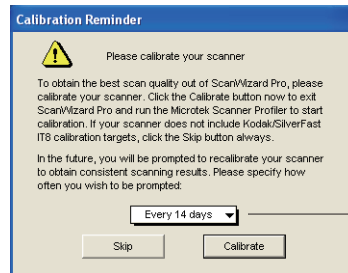 Calibration Reminder
Please calibrate your scanner
To obtain the best scan quality out of ScanWizard Pro, please
calibrate your scanner. Click the Calibrate button now to exit
ScanWizard Pro and run the Microtek Scanner Profiler to start
calibration. If your scanner does not include Kodak/SilverFast
IT8 calibration targets, click the Skip button always.
In the future, you will be prompted to recalibrate your scanner
to obtain consistent scanning results. Please specify how
often you wish to be prompted:
Every 14 days
Skip
Calibrate